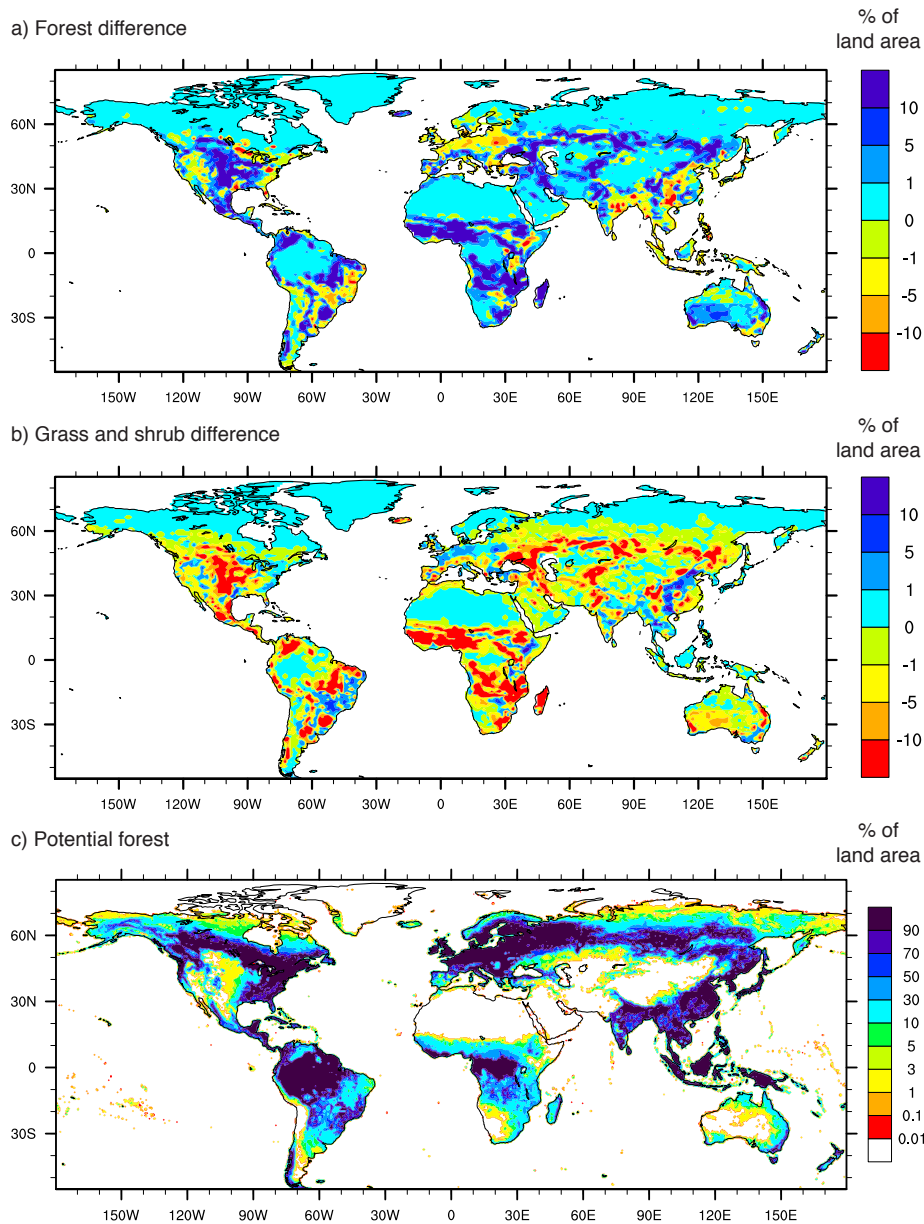 a) Forest difference
% of
land area
60N
30N
0
30S
10
5
1
0
-1
-5
-10
150W 120W 90W 60W 30W 0 30E 60E 90E 120E 150E
b) Grass and shrub difference
% of
land area
60N
30N
0
30S
10
5
1
0
-1
-5
-10
150W 120W 90W 60W 30W 0 30E 60E 90E 120E 150E
c) Potential forest
% of
land area
60N
30N
0
30S
90
70
50
30
10
5
3
1
0.1
0.01
150W 120W 90W 60W 30W 0 30E 60E 90E 120E 150E